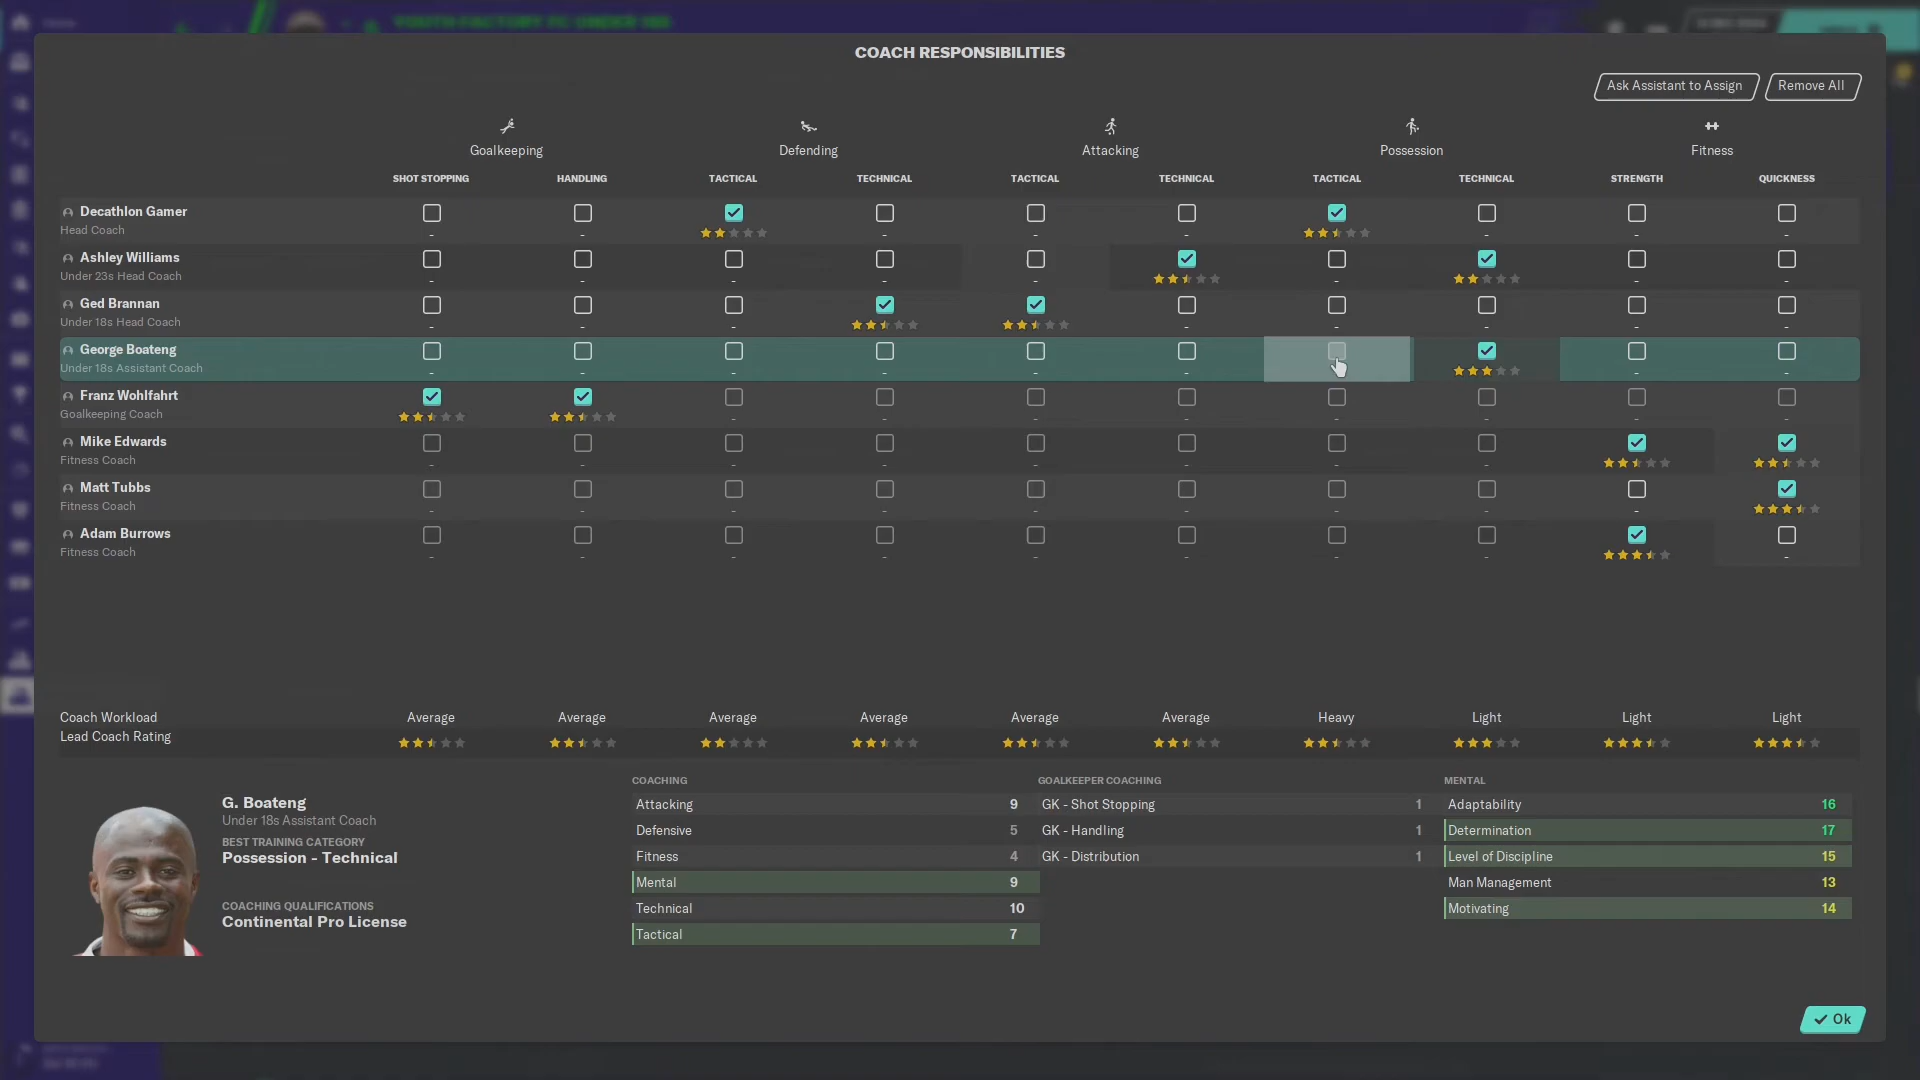 YOUTH FACTORY FC UNDER 18S
COACH RESPONSIBILITIES
Ask Assistant to Assign Remove All
Goalkeeping Defending Attacking Possession Fitness
SHOT STOPPING HANDLING TACTICAL TECHNICAL TACTICAL TECHNICAL TACTICAL TECHNICAL STRENGTH QUICKNESS
Decathlon Gamer
Head Coach - - - - - - - -
Ashley Williams
Under 23s Head Coach - - - - - - - -
Ged Brannan
Under 18s Head Coach - - - - - - - -
George Boateng
Under 18s Assistant Coach - - - - - - - - -
Franz Wohlfahrt
Goalkeeping Coach - - - - - - - -
Mike Edwards
Fitness Coach - - - - - - - -
Matt Tubbs
Fitness Coach - - - - - - - - -
Adam Burrows
Fitness Coach - - - - - - - - -
Coach Workload Average Average Average Average Average Average Heavy Light Light Light
Lead Coach Rating
COACHING GOALKEEPER COACHING MENTAL
G. Boateng Attacking 9 GK - Shot Stopping 1 Adaptability 16
Under 18s Assistant Coach
Defensive 5 GK - Handling 1 Determination 17
BEST TRAINING CATEGORY
Possession - Technical Fitness 4 GK - Distribution 1 Level of Discipline 15
Mental 9 Man Management 13
COACHING QUALIFICATIONS Technical 10 Motivating 14
Continental Pro License
Tactical 7
Ok